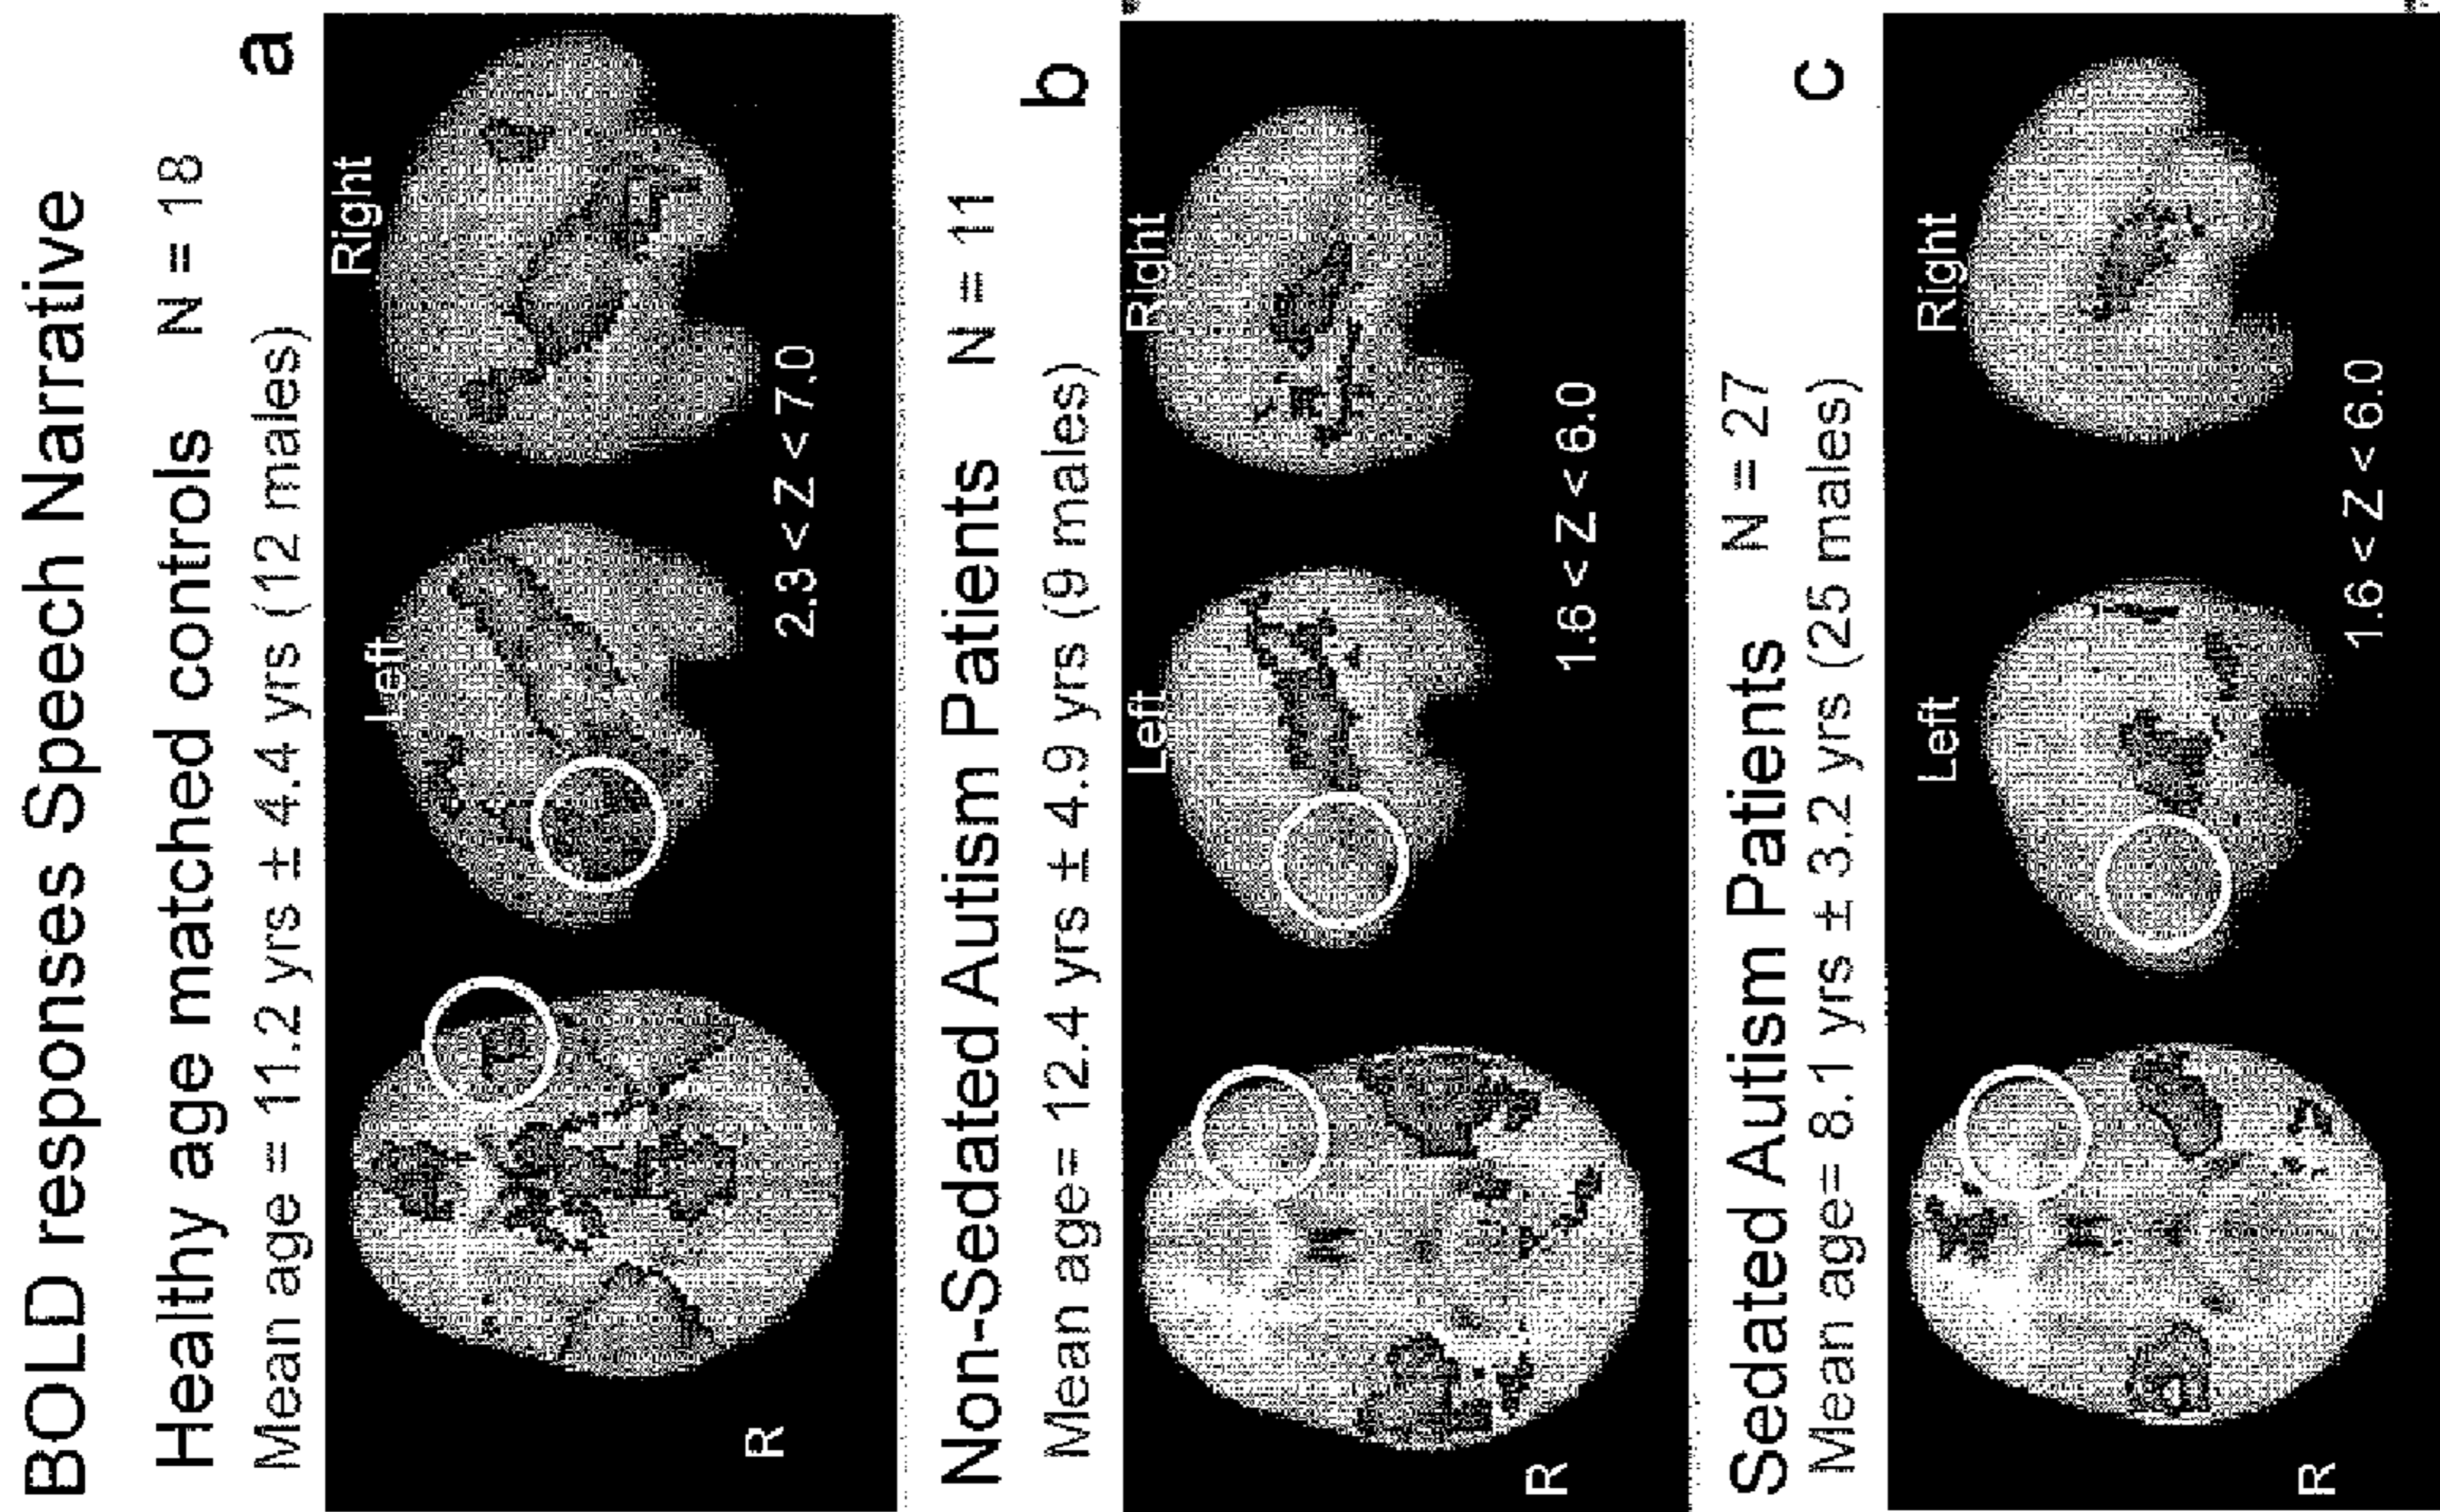 BOLD responses Speech Narrative
Healthy age matched controls N = 18
Mean age = 11.2 yrs ± 4.4 yrs (12 males)
a
Left
Right
R
2.3 < Z < 7.0
Non-Sedated Autism Patients N = 11
Mean age= 12.4 yrs ± 4.9 yrs (9 males)
b
Left
Right
R
1.6 < Z < 6.0
Sedated Autism Patients N = 27
Mean age= 8.1 yrs ± 3.2 yrs (25 males)
c
Left
Right
R
1.6 < Z < 6.0